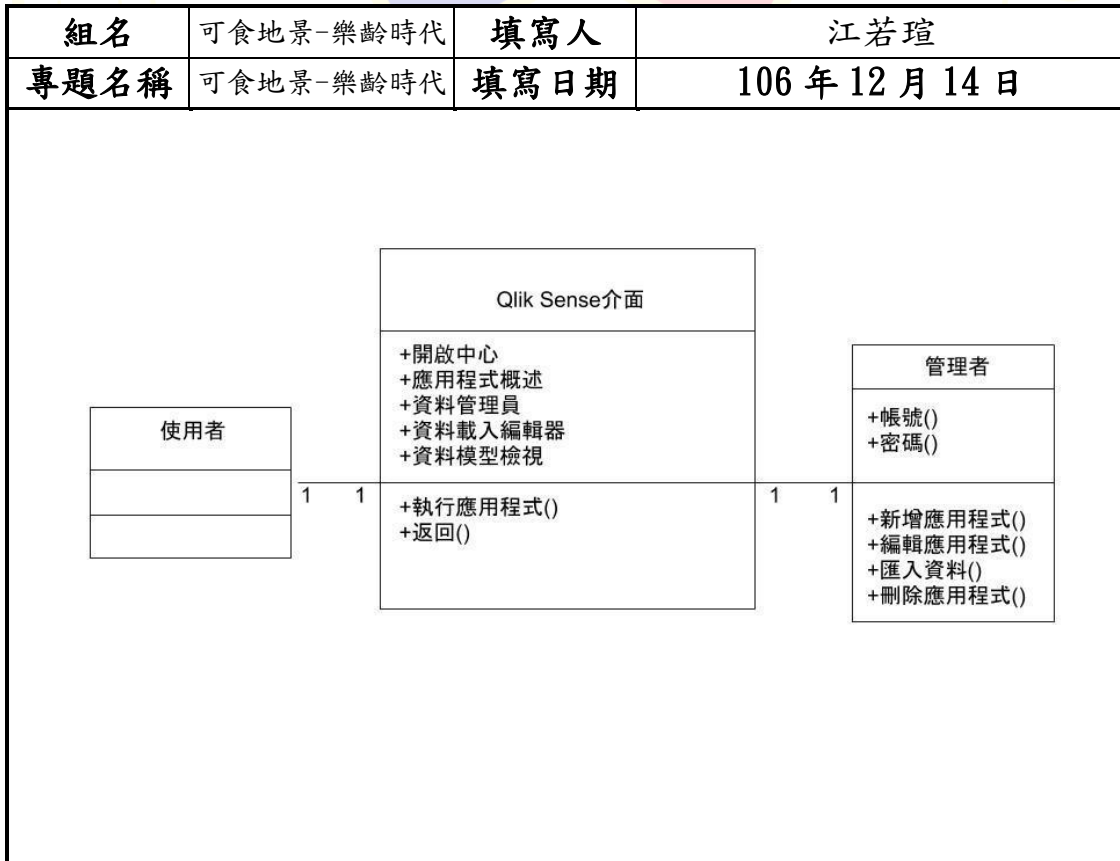 組名 可食地景-樂齡時代 填寫人 江若瑄
專題名稱 可食地景-樂齡時代 填寫日期 106 年 12 月 14 日
Qlik Sense介面
+開啟中心
+應用程式概述
+資料管理員
+資料載入編輯器
+資料模型檢視
+執行應用程式()
+返回()
使用者
1 1
1 1
管理者
+帳號()
+密碼()
+新增應用程式()
+編輯應用程式()
+匯入資料()
+刪除應用程式()